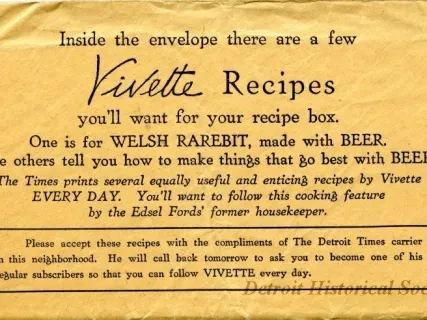 Inside the envelope there are a few
Vivette Recipes
you'll want for your recipe box.
One is for WELSH RAREBIT, made with BEER.
e others tell you how to make things that go best with BEER
The Times prints several equally useful and enticing recipes by Vivette
EVERY DAY. You'll want to follow this cooking feature
by the Edsel Fords' former housekeeper.
Please accept these recipes with the compliments of The Detroit Times carrier
in this neighborhood. He will call back tomorrow to ask you to become one of his
regular subscribers so that you can follow VIVETTE every day.
Detroit Historical Soc